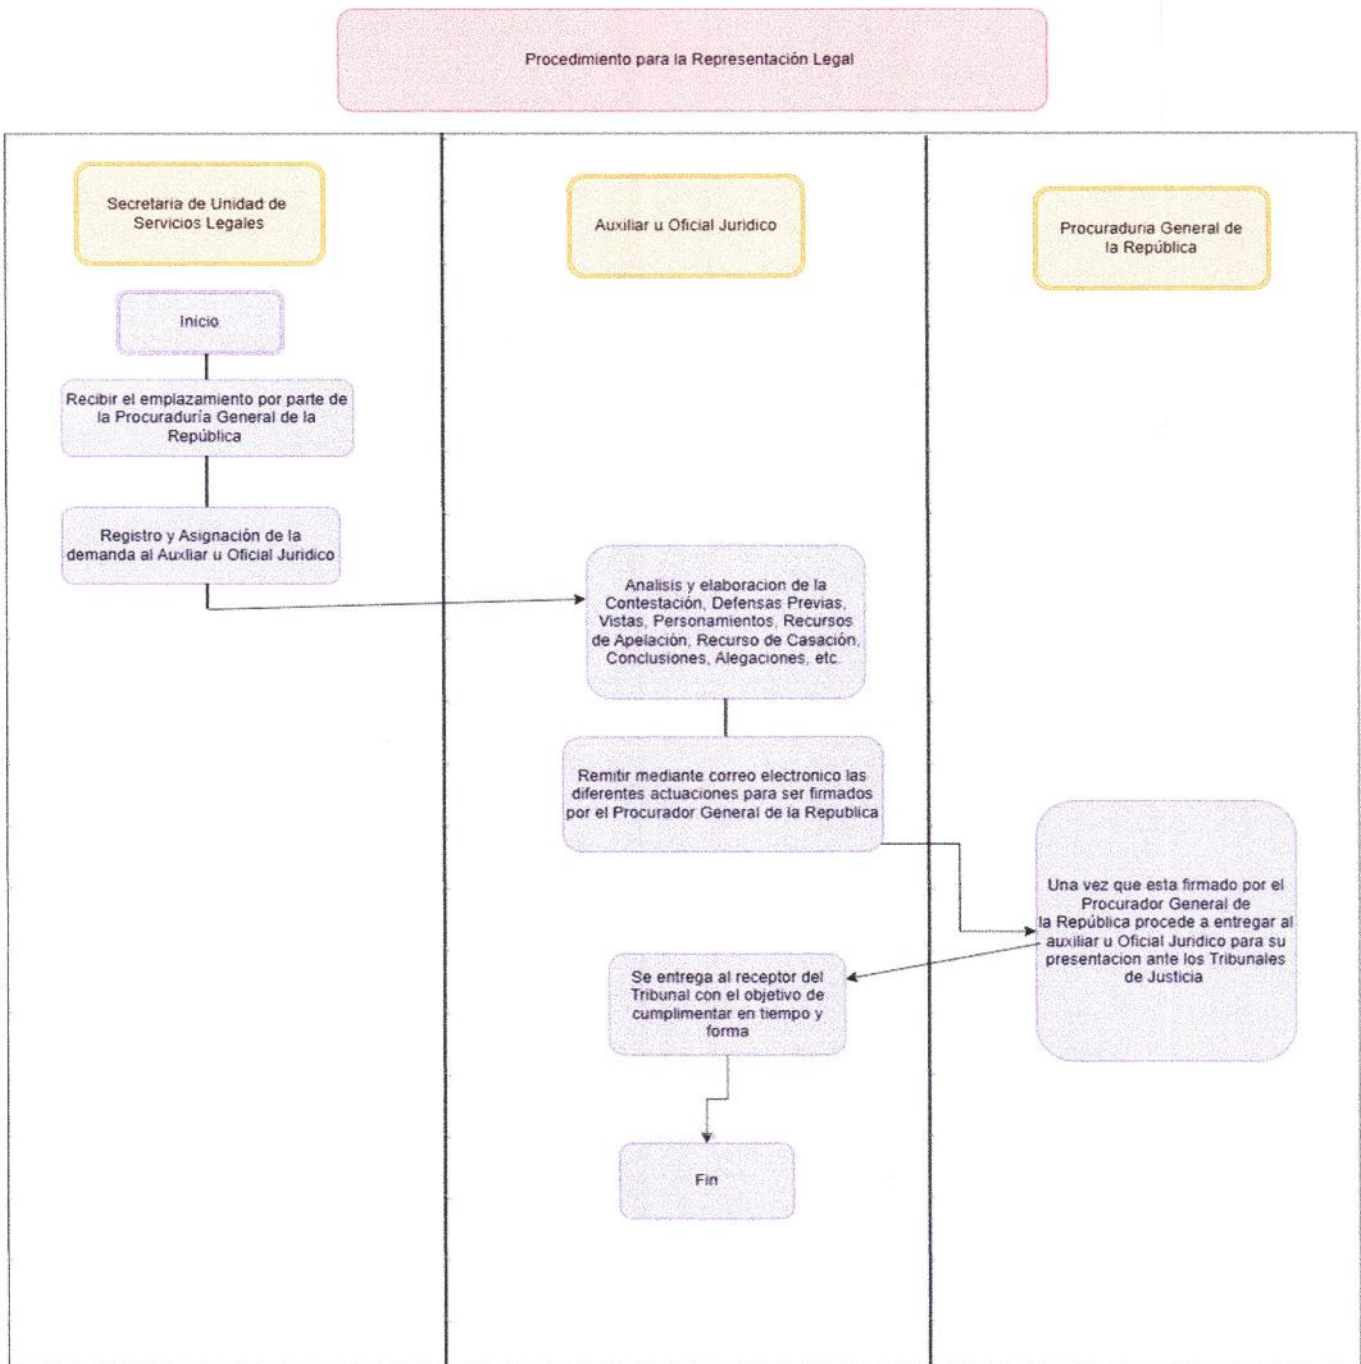 Procedimiento para la Representación Legal
Secretaria de Unidad de
Servicios Legales
Auxiliar u Oficial Juridico
Procuraduria General de
la República
Inicio
Recibir el emplazamiento por parte de
la Procuraduría General de la
República
Registro y Asignación de la
demanda al Auxliar u Oficial Juridico
Analisis y elaboracion de la
Contestación, Defensas Previas,
Vistas, Personamientos, Recursos
de Apelación, Recurso de Casación,
Conclusiones, Alegaciones, etc.
Remitir mediante correo electronico las
diferentes actuaciones para ser firmados
por el Procurador General de la Republica
Una vez que esta firmado por el
Procurador General de
la República procede a entregar al
auxiliar u Oficial Juridico para su
presentacion ante los Tribunales
de Justicia
Se entrega al receptor del
Tribunal con el objetivo de
cumplimentar en tiempo y
forma
Fin